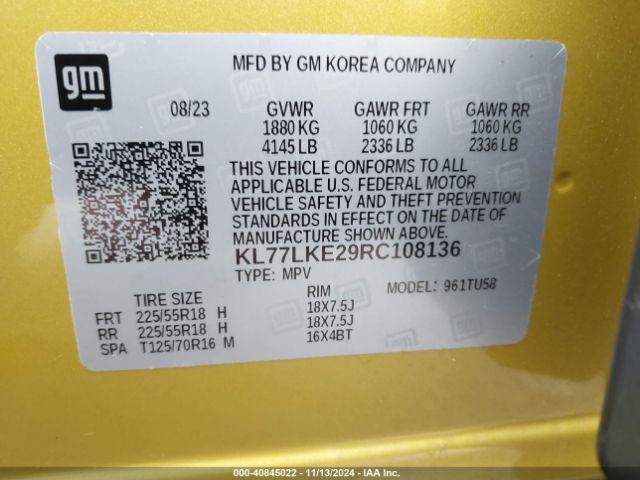 gm
MFD BY GM KOREA COMPANY
08/23 GVWR GAWR FRT GAWR RR
1880 KG 1060 KG 1060 KG
4145 LB 2336 LB 2336 LB
THIS VEHICLE CONFORMS TO ALL
APPLICABLE U.S. FEDERAL MOTOR
VEHICLE SAFETY AND THEFT PREVENTION
STANDARDS IN EFFECT ON THE DATE OF
MANUFACTURE SHOWN ABOVE.
KL77LKE29RC108136
TYPE: MPV MODEL: 961TU58
TIRE SIZE RIM
FRT 225/55R18 H 18X7.5J
RR 225/55R18 H 18X7.5J
SPA T125/70R16 M 16X4BT
000-40845022 - 11/13/2024 - IAA Inc.